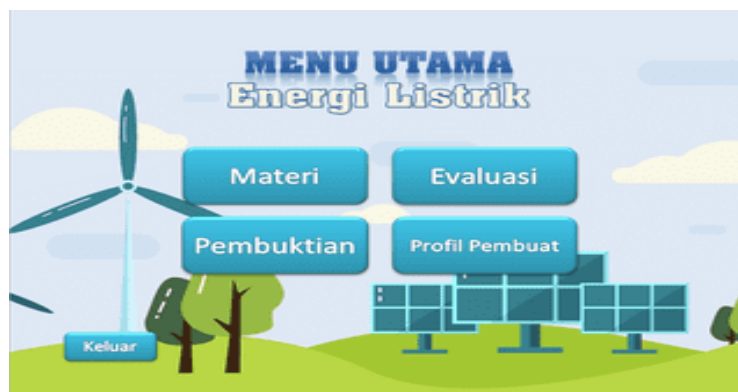 MENU UTAMA
Energi Listrik
Materi
Evaluasi
Pembuktian
Profil Pembuat
Keluar